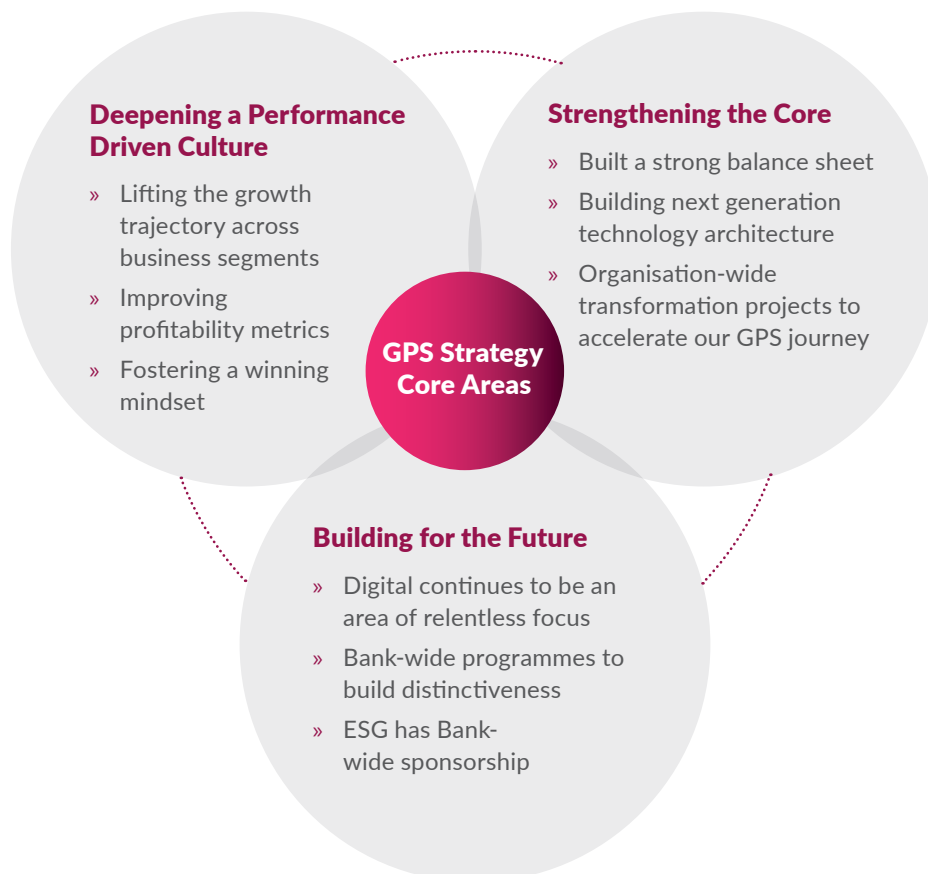 Deepening a Performance
Driven Culture
» Lifting the growth
trajectory across
business segments
» Improving
profitability metrics
» Fostering a winning
mindset
Strengthening the Core
» Built a strong balance sheet
» Building next generation
technology architecture
» Organisation-wide
transformation projects to
accelerate our GPS journey
GPS Strategy
Core Areas
Building for the Future
» Digital continues to be an
area of relentless focus
» Bank-wide programmes to
build distinctiveness
» ESG has Bank-
wide sponsorship